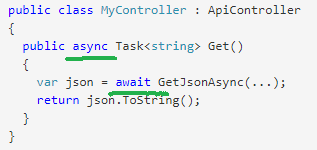 public class MyController : ApiController
{
public async Task<string> Get()
{
var json = await GetJsonAsync(...);
return json.ToString();
}
}